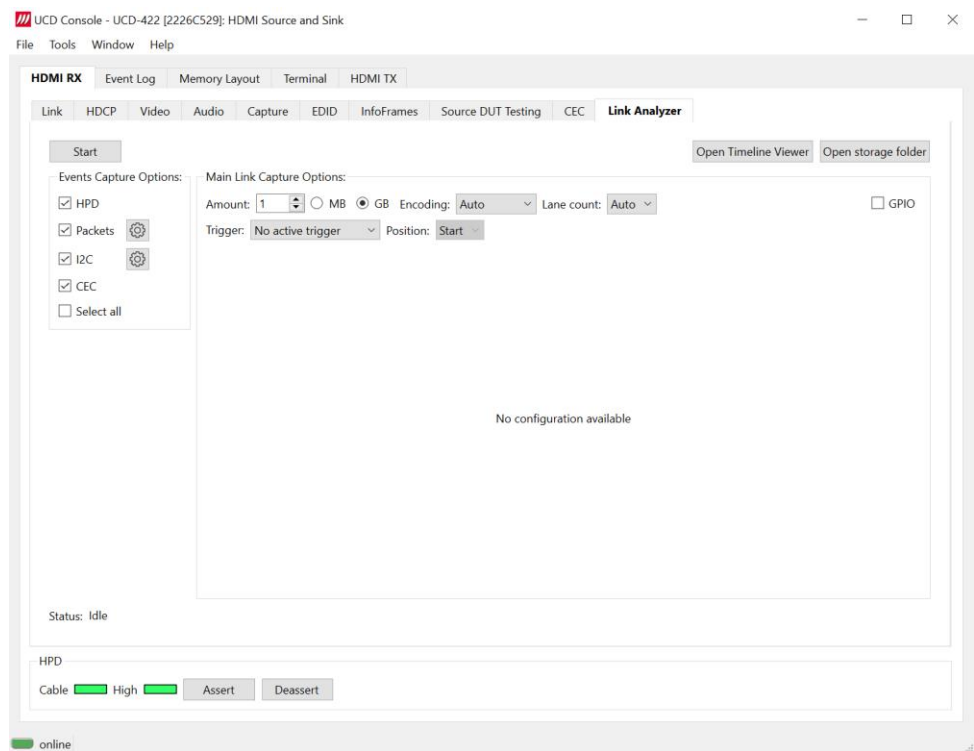 UCD Console - UCD-422 [2226C529]: HDMI Source and Sink
File Tools Window Help
HDMI RX Event Log Memory Layout Terminal HDMI TX
Link HDCP Video Audio Capture EDID InfoFrames Source DUT Testing CEC Link Analyzer
Start Open Timeline Viewer Open storage folder
Events Capture Options: Main Link Capture Options:
HPD Amount: 1 MB GB Encoding: Auto Lane count: Auto GPIO
Packets Trigger: No active trigger Position: Start
I2C
CEC
Select all
No configuration available
Status: Idle
HPD
Cable High Assert Deassert
online